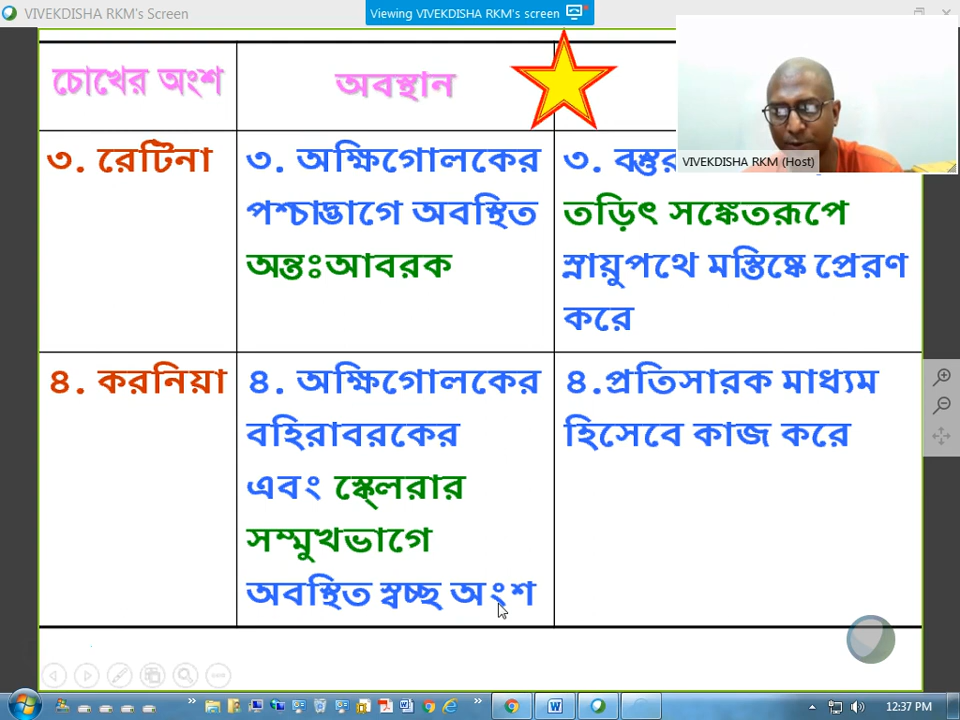 VIVEKDISHA RKM's Screen
Viewing VIVEKDISHA RKM's screen
চোখের অংশ
অবস্থান
VIVEKDISHA RKM (Host)
৩. রেটিনা
৩. অক্ষিগোলকের
পশ্চাদ্ভাগে অবস্থিত
অন্তঃআবরক
৩. বস্তুর
তড়িৎ সঙ্কেতরূপে
স্নায়ুপথে মস্তিষ্কে প্রেরণ
করে
৪. করনিয়া
৪. অক্ষিগোলকের
বহিরাবরকের
এবং স্ক্লেরার
সম্মুখভাগে
অবস্থিত স্বচ্ছ অংশ
৪.প্রতিসারক মাধ্যম
হিসেবে কাজ করে
12:37 PM